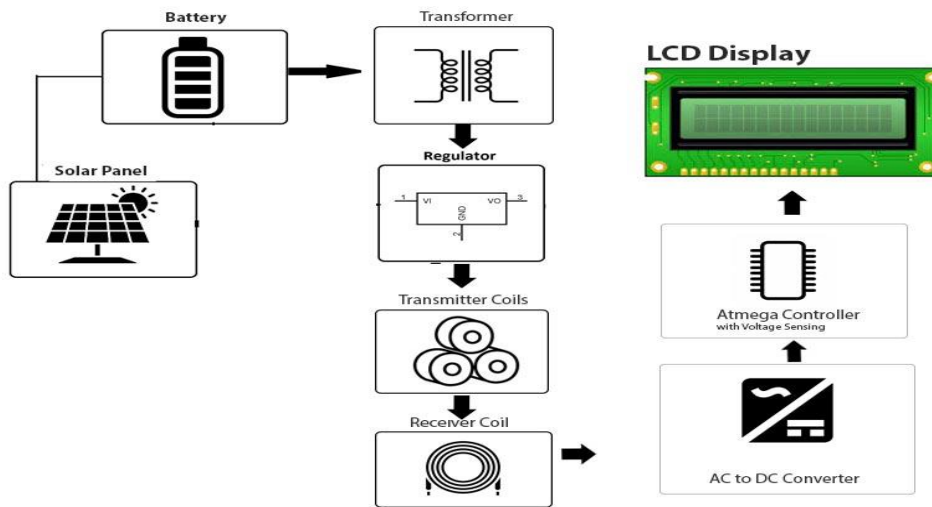 Battery
Transformer
LCD Display
Solar Panel
Regulator
1
VI
VO
3
GND
2
Transmitter Coils
Atmega Controller
with Voltage Sensing
Receiver Coil
AC to DC Converter